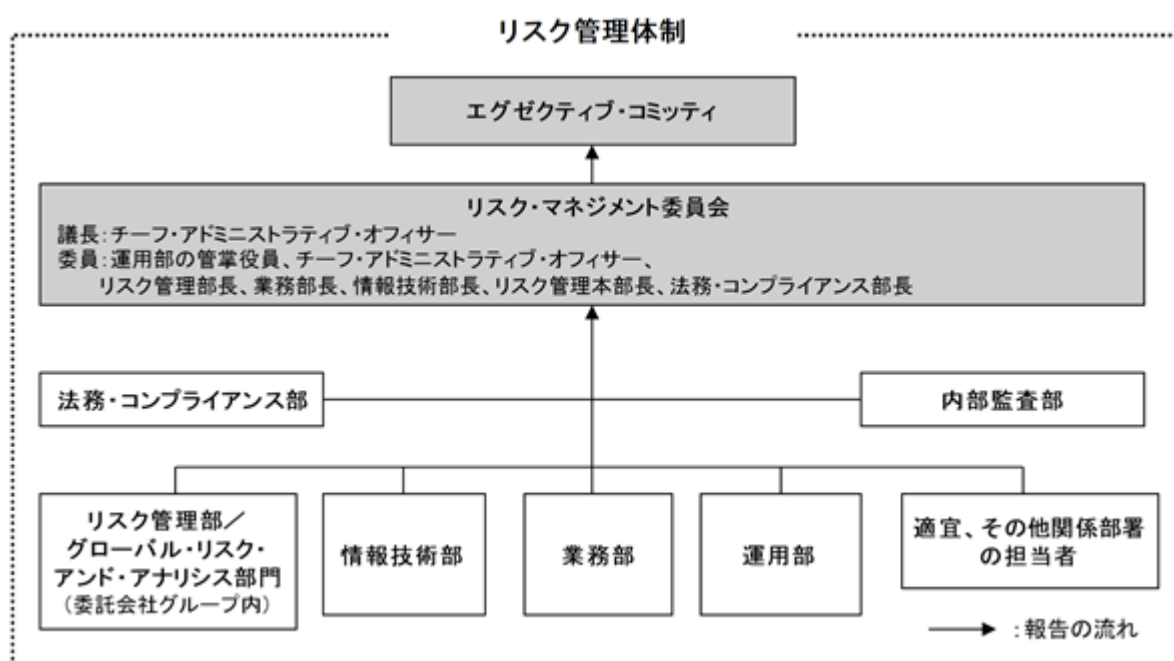 リスク管理体制
エグゼクティブ・コミッティ
リスク・マネジメント委員会
議長：チーフ・アドミニストラティブ・オフィサー
委員：運用部の管掌役員、チーフ・アドミニストラティブ・オフィサー、
リスク管理部長、業務部長、情報技術部長、リスク管理本部長、法務・コンプライアンス部長
法務・コンプライアンス部
内部監査部
リスク管理部／
グローバル・リスク・
アンド・アナリシス部門
（委託会社グループ内）
情報技術部
業務部
運用部
適宜、その他関係部署
の担当者
：報告の流れ